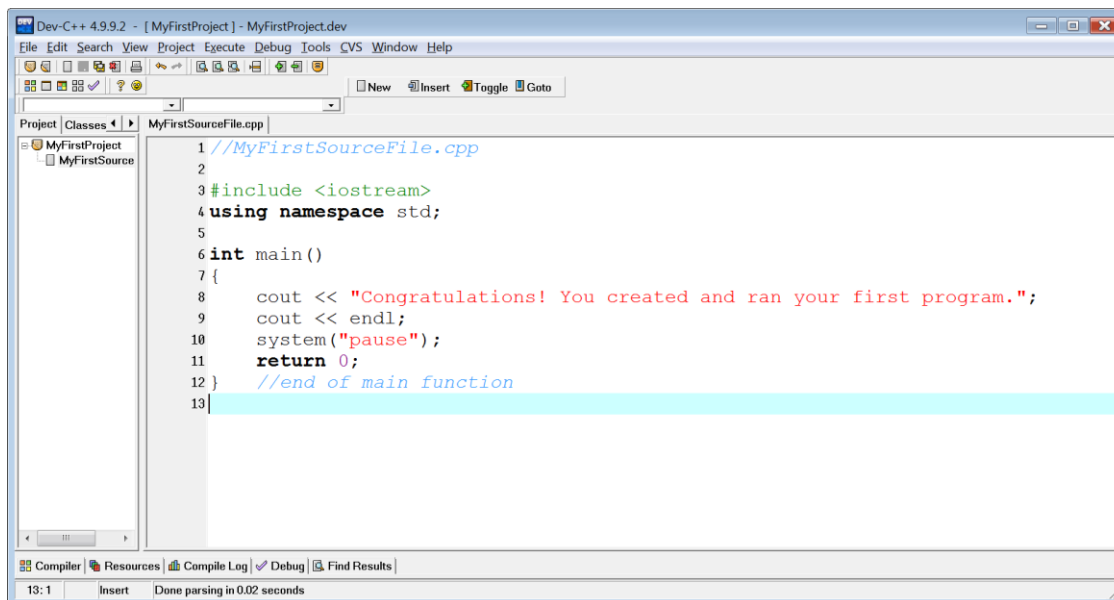 Dev-C++ 4.9.9.2 - [ MyFirstProject ] - MyFirstProject.dev
File Edit Search View Project Execute Debug Tools CVS Window Help
New Insert Toggle Goto
Project Classes MyFirstSourceFile.cpp
MyFirstProject
MyFirstSource
1 //MyFirstSourceFile.cpp
2
3 #include <iostream>
4 using namespace std;
5
6 int main()
7 {
8 cout << "Congratulations! You created and ran your first program.";
9 cout << endl;
10 system("pause");
11 return 0;
12 } //end of main function
13
Compiler Resources Compile Log Debug Find Results
13: 1 Insert Done parsing in 0.02 seconds